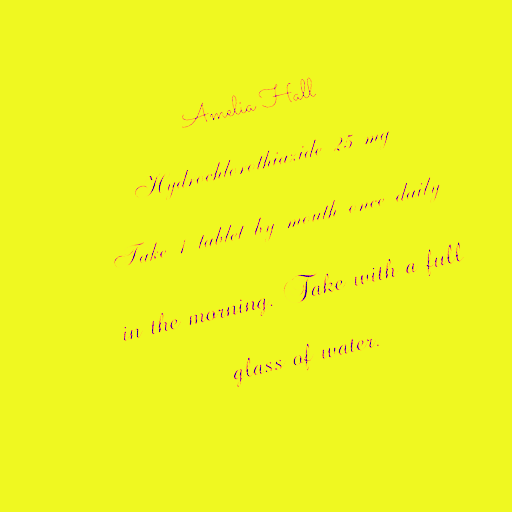 Amelia Hall
Hydrochlorothiazide 25 mg
Take 1 tablet by mouth once daily
in the morning. Take with a full
glass of water.